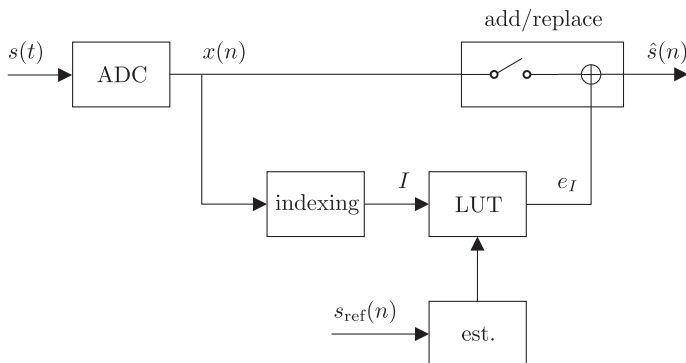 add/replace
s(t)
ADC
x(n)
ŝ(n)
indexing
I
LUT
e_I
s_ref(n)
est.